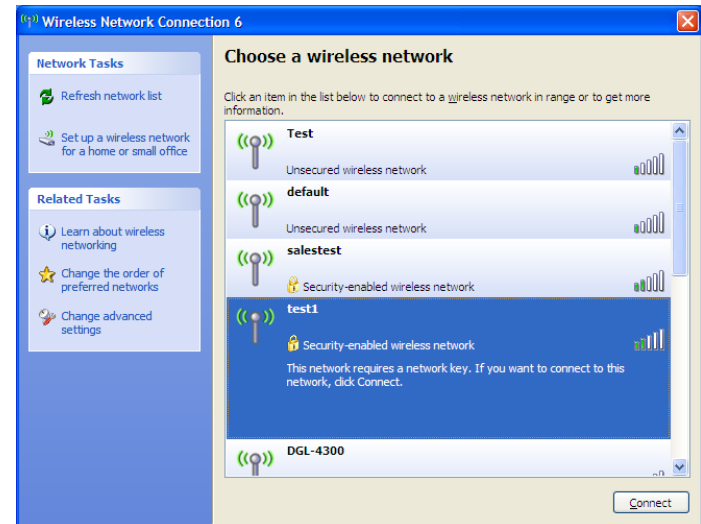 Wireless Network Connection 6
Network Tasks
Refresh network list
Set up a wireless network
for a home or small office
Related Tasks
Learn about wireless
networking
Change the order of
preferred networks
Change advanced
settings
Choose a wireless network
Click an item in the list below to connect to a wireless network in range or to get more
information.
Test
Unsecured wireless network
default
Unsecured wireless network
salestest
Security-enabled wireless network
test1
Security-enabled wireless network
This network requires a network key. If you want to connect to this
network, click Connect.
DGL-4300
Connect